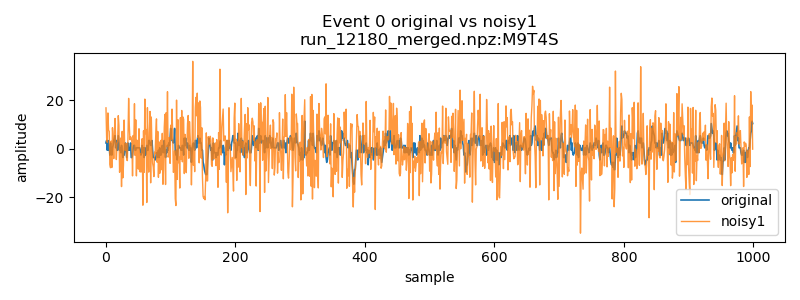 Event 0 original vs noisy1
run_12180_merged.npz:M9T4S
amplitude
20
0
−20
original
noisy1
0 200 400 600 800 1000
sample